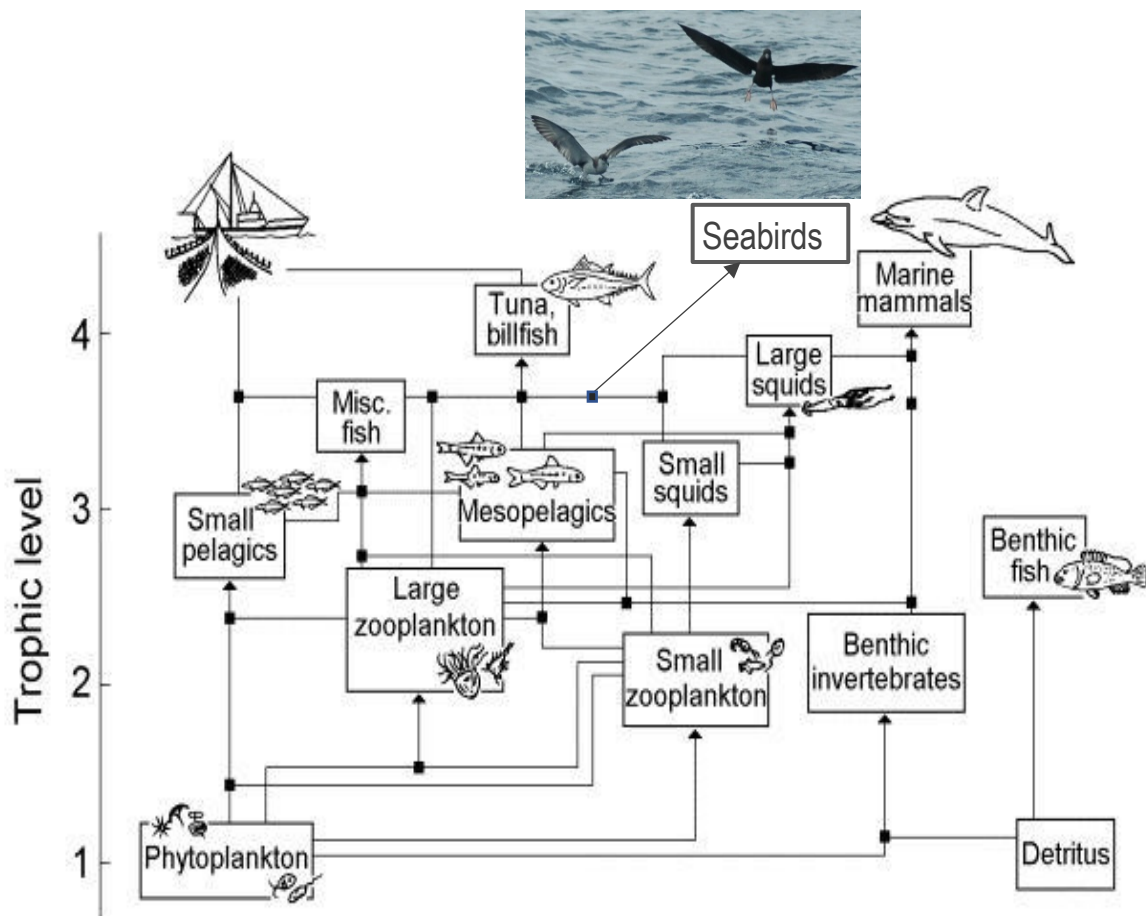 Seabirds
Marine
mammals
Tuna,
billfish
4
Large
squids
Misc.
fish
Small
squids
Mesopelagics
3
Small
pelagics
Benthic
fish
Large
zooplankton
Small
zooplankton
Benthic
invertebrates
2
Trophic level
Phytoplankton
Detritus
1